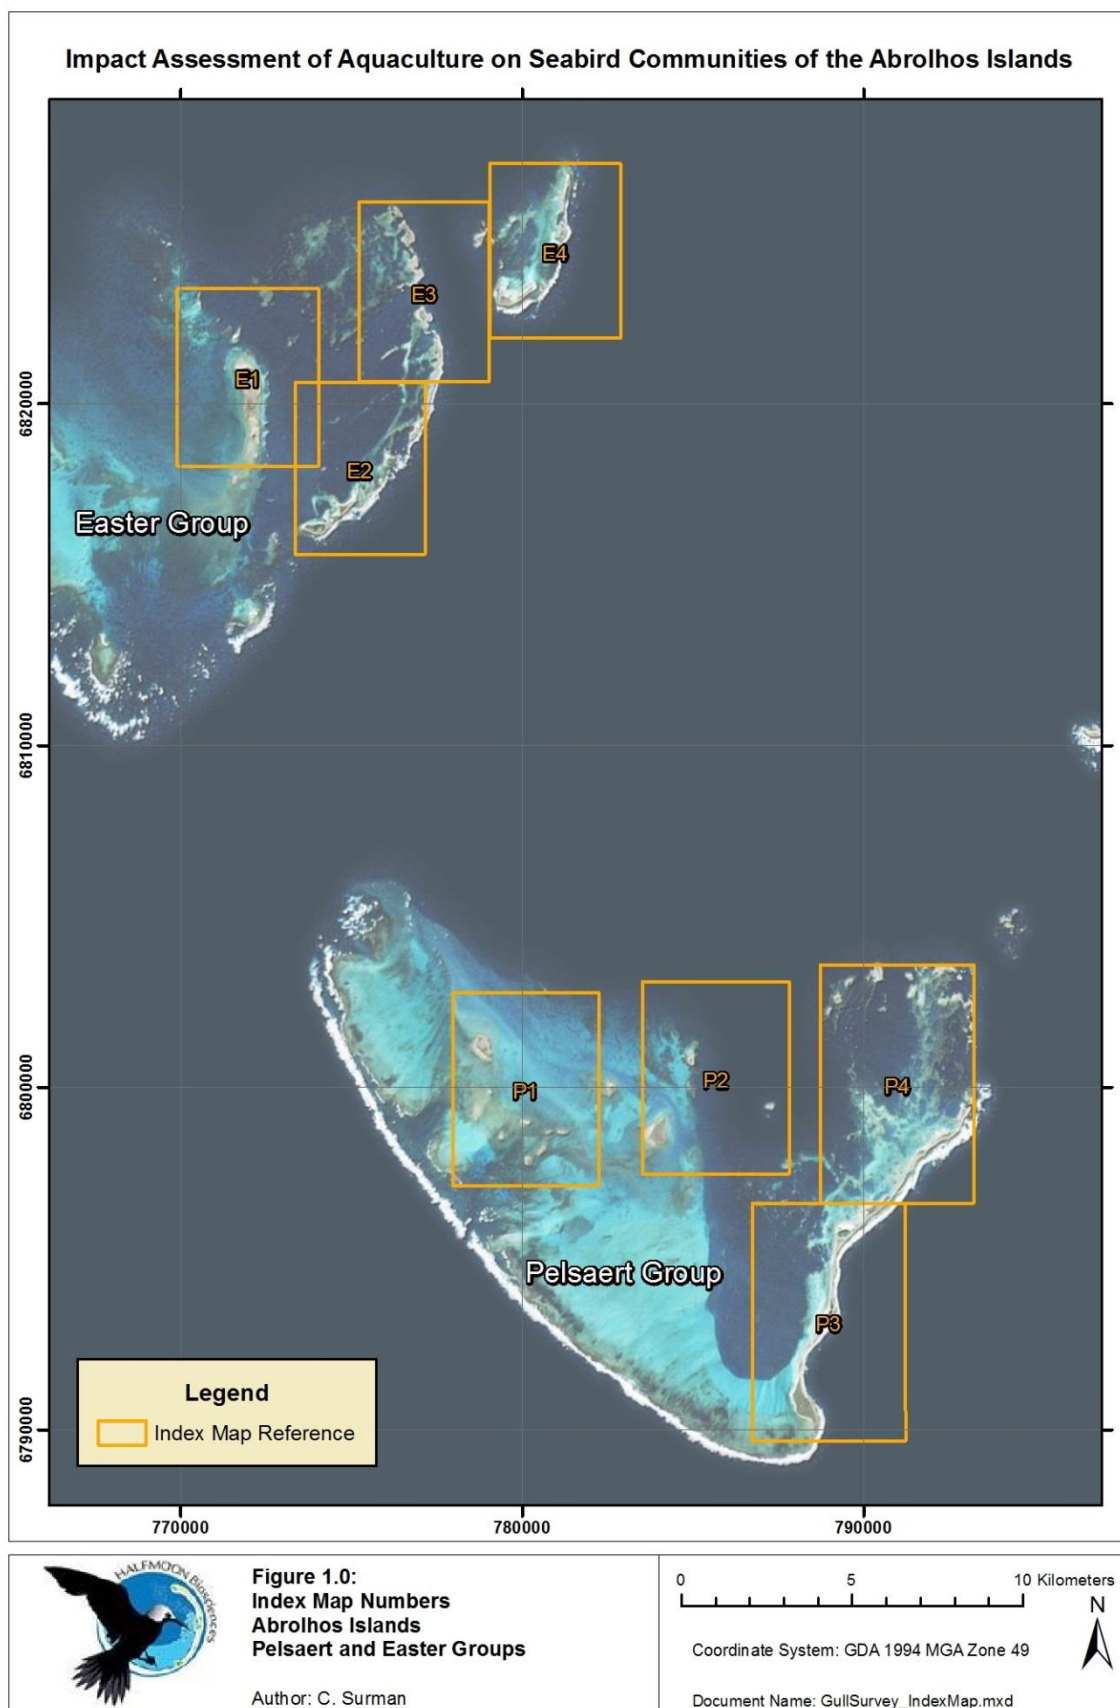 Impact Assessment of Aquaculture on Seabird Communities of the Abrolhos Islands
E4
E3
E1
6820000
E2
Easter Group
6810000
P2
P4
P1
6800000
Pelsaert Group
P3
Legend
Index Map Reference
6790000
770000
780000
790000
HALFMOON Biosciences
Figure 1.0:
Index Map Numbers
Abrolhos Islands
Pelsaert and Easter Groups
Author: C. Surman
0 5 10 Kilometers
N
Coordinate System: GDA 1994 MGA Zone 49
Document Name: GullSurvey_IndexMap.mxd